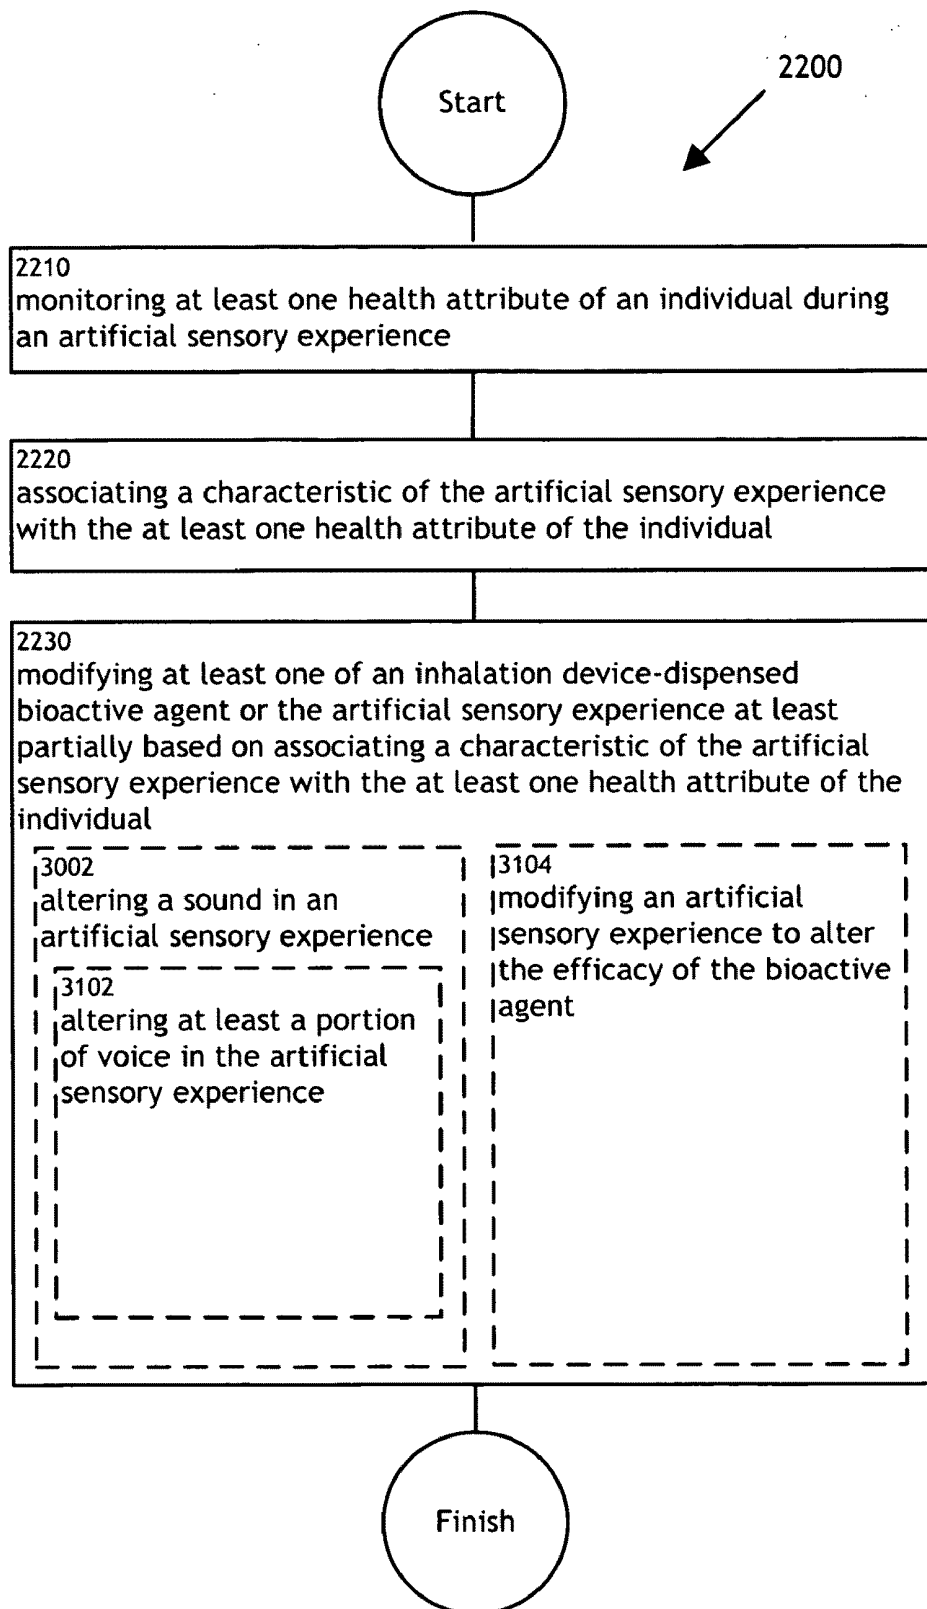 Start
2200
2210
monitoring at least one health attribute of an individual during
an artificial sensory experience
2220
associating a characteristic of the artificial sensory experience
with the at least one health attribute of the individual
2230
modifying at least one of an inhalation device-dispensed
bioactive agent or the artificial sensory experience at least
partially based on associating a characteristic of the artificial
sensory experience with the at least one health attribute of the
individual
3002
altering a sound in an
artificial sensory experience
3102
altering at least a portion
of voice in the artificial
sensory experience
3104
modifying an artificial
sensory experience to alter
the efficacy of the bioactive
agent
Finish